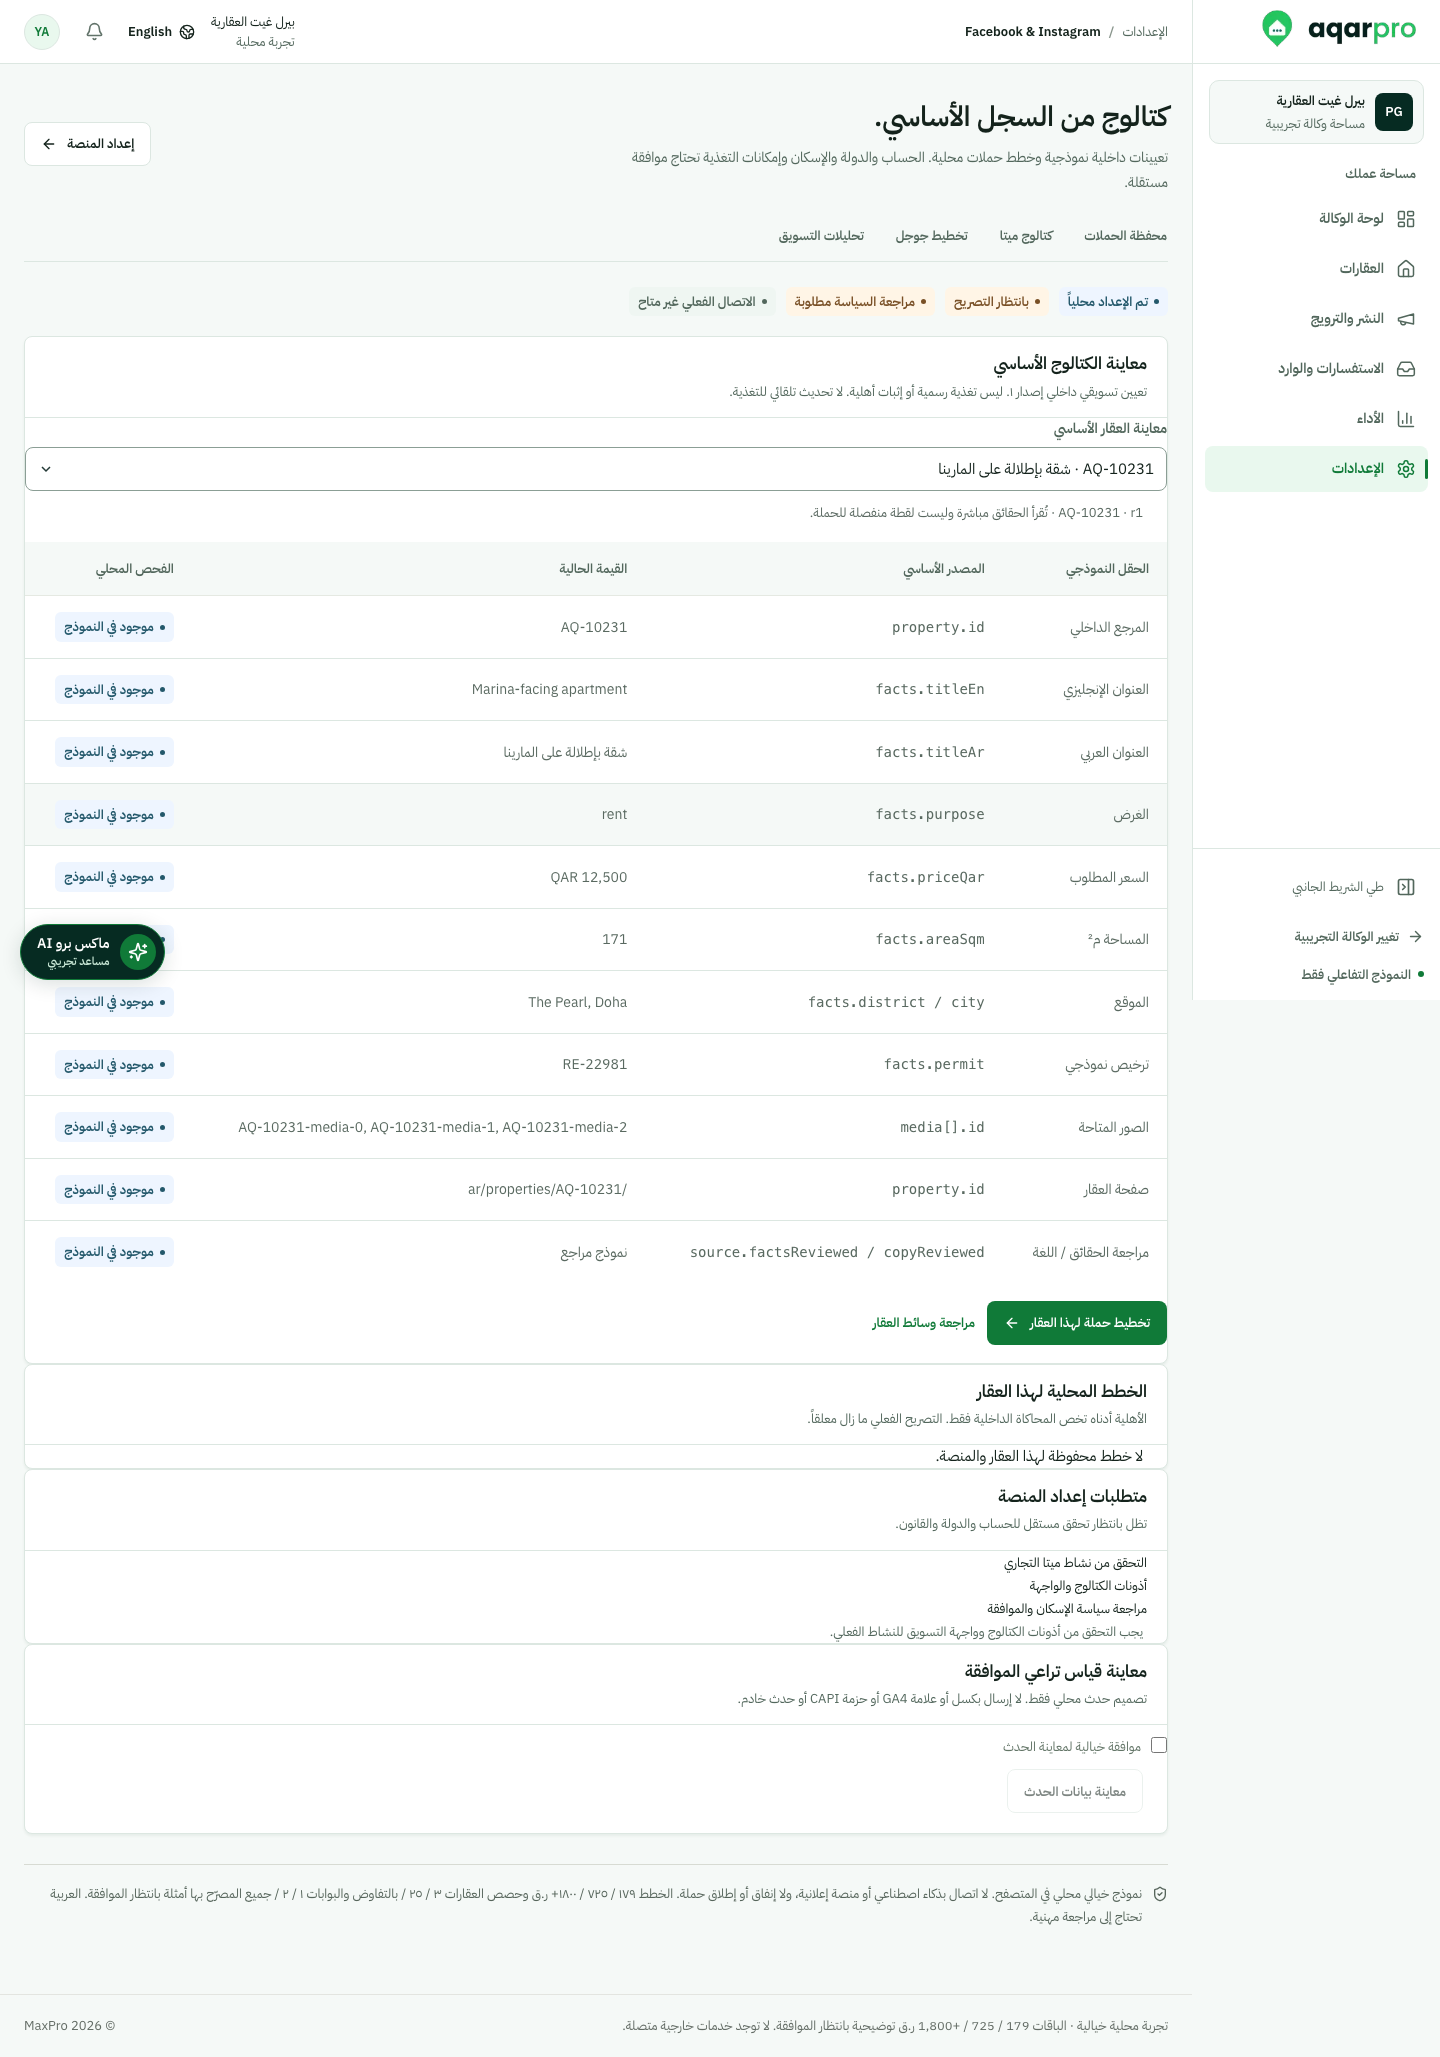 aqarpro
الإعدادات / Facebook & Instagram
بيرل غيت العقارية
تجربة محلية
English
YA
PG
بيرل غيت العقارية
مساحة وكالة تجريبية
مساحة عملك
لوحة الوكالة
العقارات
النشر والترويج
الاستفسارات والوارد
الأداء
الإعدادات
طي الشريط الجانبي
تغيير الوكالة التجريبية
النموذج التفاعلي فقط
كتالوج من السجل الأساسي.
تعيينات داخلية نموذجية وخطط حملات محلية. الحساب والدولة والإسكان وإمكانات التغذية تحتاج موافقة
مستقلة.
إعداد المنصة
محفظة الحملات كتالوج ميتا تخطيط جوجل تحليلات التسويق
تم الإعداد محلياً بانتظار التصريح مراجعة السياسة مطلوبة الاتصال الفعلي غير متاح
معاينة الكتالوج الأساسي
تعيين تسويقي داخلي إصدار ١. ليس تغذية رسمية أو إثبات أهلية. لا تحديث تلقائي للتغذية.
معاينة العقار الأساسي
AQ-10231 · شقة بإطلالة على المارينا
AQ-10231 · r1 · تُقرأ الحقائق مباشرة وليست لقطة منفصلة للحملة.
الحقل النموذجي المصدر الأساسي القيمة الحالية الفحص المحلي
المرجع الداخلي property.id AQ-10231 موجود في النموذج
العنوان الإنجليزي facts.titleEn Marina-facing apartment موجود في النموذج
العنوان العربي facts.titleAr شقة بإطلالة على المارينا موجود في النموذج
الغرض facts.purpose rent موجود في النموذج
السعر المطلوب facts.priceQar QAR 12,500 موجود في النموذج
المساحة م² facts.areaSqm 171
ماكس برو AI
مساعد تجريبي
الموقع facts.district / city The Pearl, Doha موجود في النموذج
ترخيص نموذجي facts.permit RE-22981 موجود في النموذج
الصور المتاحة media[].id AQ-10231-media-0, AQ-10231-media-1, AQ-10231-media-2 موجود في النموذج
صفحة العقار property.id ar/properties/AQ-10231/ موجود في النموذج
مراجعة الحقائق / اللغة source.factsReviewed / copyReviewed نموذج مراجع موجود في النموذج
تخطيط حملة لهذا العقار مراجعة وسائط العقار
الخطط المحلية لهذا العقار
الأهلية أدناه تخص المحاكاة الداخلية فقط. التصريح الفعلي ما زال معلقاً.
لا خطط محفوظة لهذا العقار والمنصة.
متطلبات إعداد المنصة
تظل بانتظار تحقق مستقل للحساب والدولة والقانون.
التحقق من نشاط ميتا التجاري
أذونات الكتالوج والواجهة
مراجعة سياسة الإسكان والموافقة
يجب التحقق من أذونات الكتالوج وواجهة التسويق للنشاط الفعلي.
معاينة قياس تراعي الموافقة
تصميم حدث محلي فقط. لا إرسال بكسل أو علامة GA4 أو حزمة CAPI أو حدث خادم.
موافقة خيالية لمعاينة الحدث
معاينة بيانات الحدث
نموذج خيالي محلي في المتصفح. لا اتصال بذكاء اصطناعي أو منصة إعلانية، ولا إنفاق أو إطلاق حملة. الخطط ١٧٩ / ٧٢٥ / ١٨٠٠+ ر.ق وحصص العقارات ٣ / ٢٥ / بالتفاوض والبوابات ١ / ٢ / جميع المصرّح بها أمثلة بانتظار الموافقة. العربية
تحتاج إلى مراجعة مهنية.
تجربة محلية خيالية · الباقات 179 / 725 / 1,800+ ر.ق توضيحية بانتظار الموافقة. لا توجد خدمات خارجية متصلة.
© 2026 MaxPro